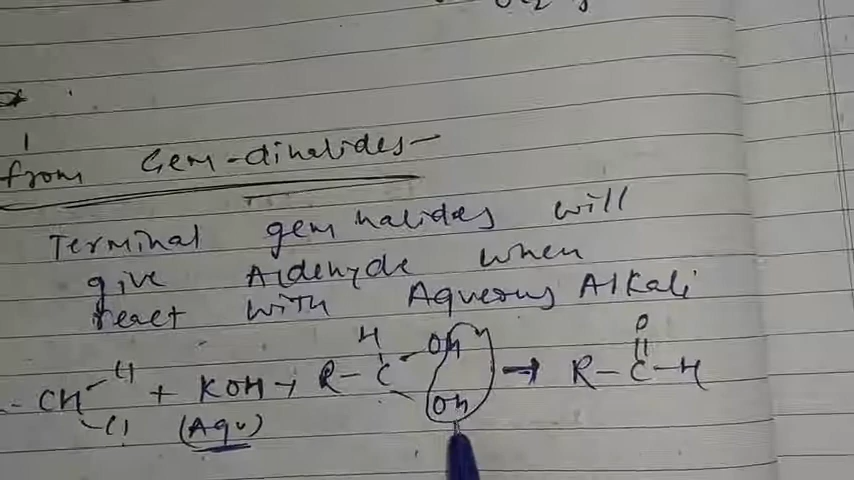 from Gem-dihalides-
Terminal gem halides will
give Aldehyde when
react with Aqueous Alkali
H O
- CH Cl + KOH → R - C - OH → R - C - H
Cl (Aqu) OH